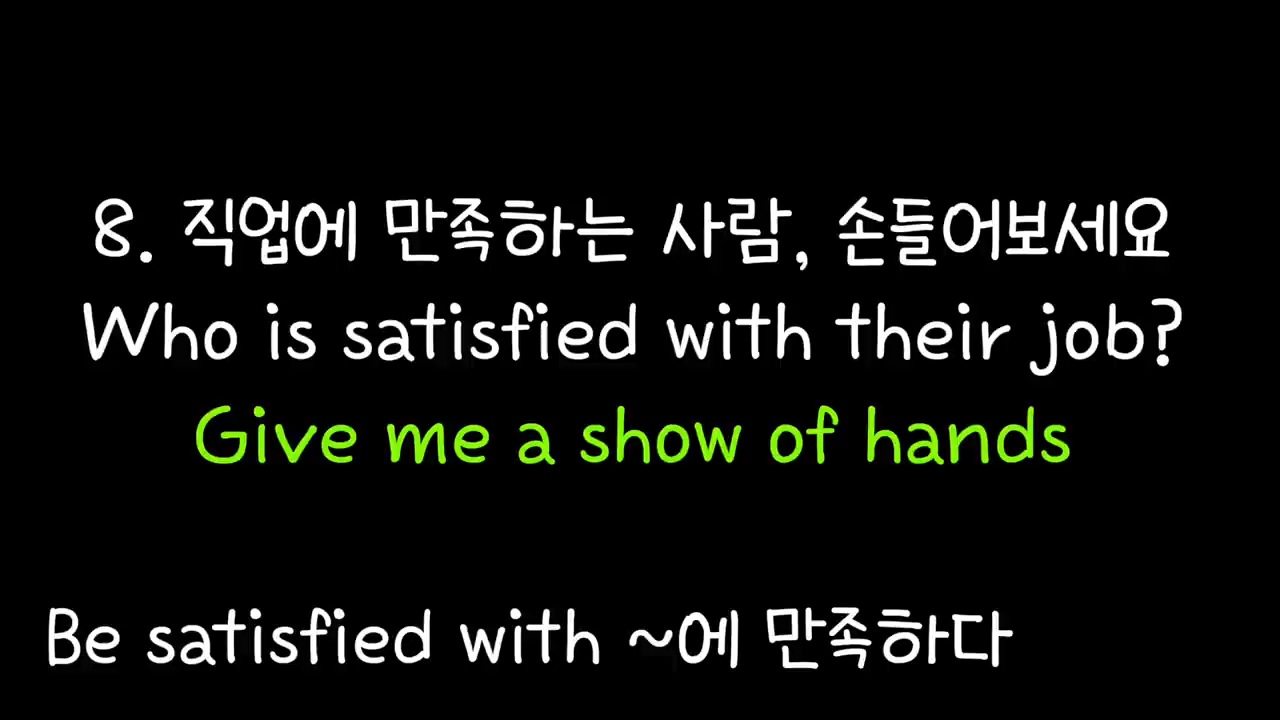 8. 직업에 만족하는 사람, 손들어보세요
Who is satisfied with their job?
Give me a show of hands
Be satisfied with ~에 만족하다